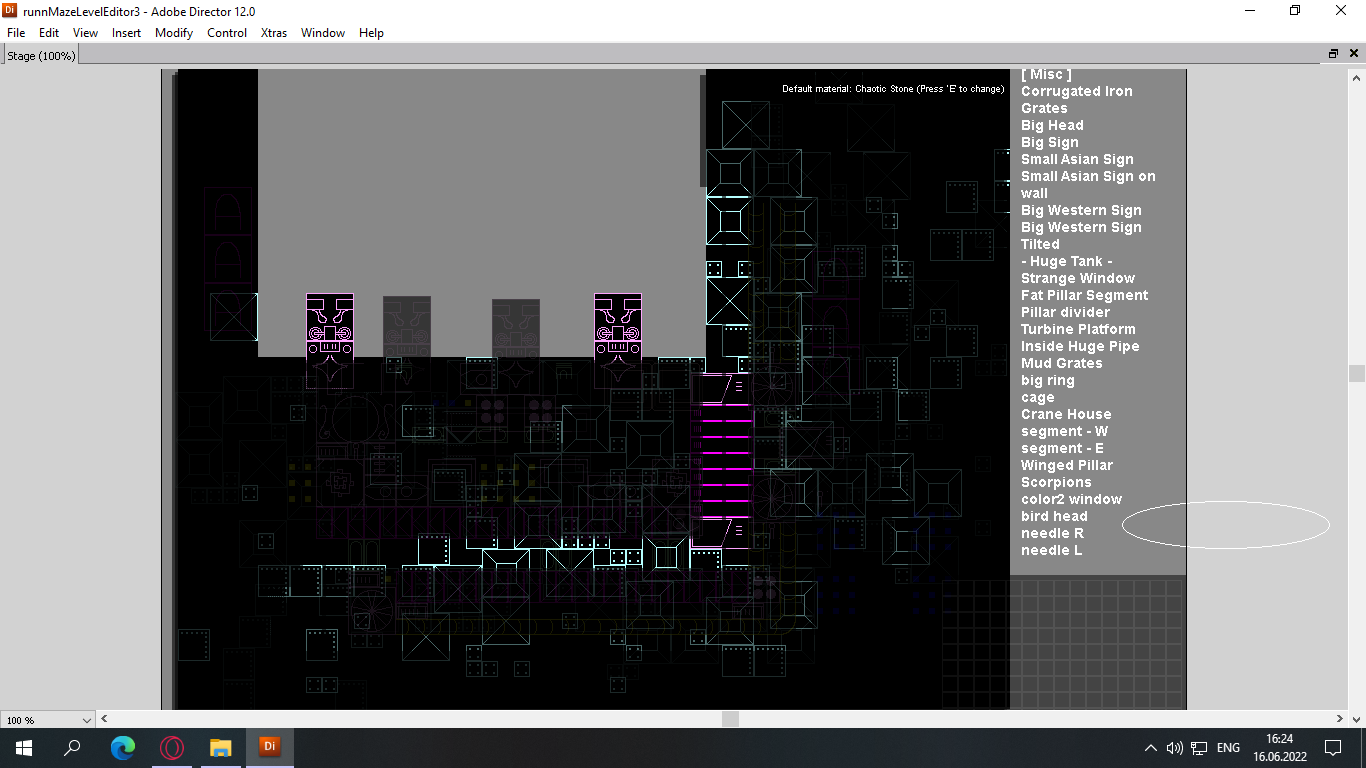 runnMazeLevelEditor3 - Adobe Director 12.0
File Edit View Insert Modify Control Xtras Window Help
Stage (100%)
Default material: Chaotic Stone (Press 'E' to change)
[ Misc ]
Corrugated Iron
Grates
Big Head
Big Sign
Small Asian Sign
Small Asian Sign on
wall
Big Western Sign
Big Western Sign
Tilted
- Huge Tank -
Strange Window
Fat Pillar Segment
Pillar divider
Turbine Platform
Inside Huge Pipe
Mud Grates
big ring
cage
Crane House
segment - W
segment - E
Winged Pillar
Scorpions
color2 window
bird head
needle R
needle L
100 %
Di
ENG
16:24
16.06.2022